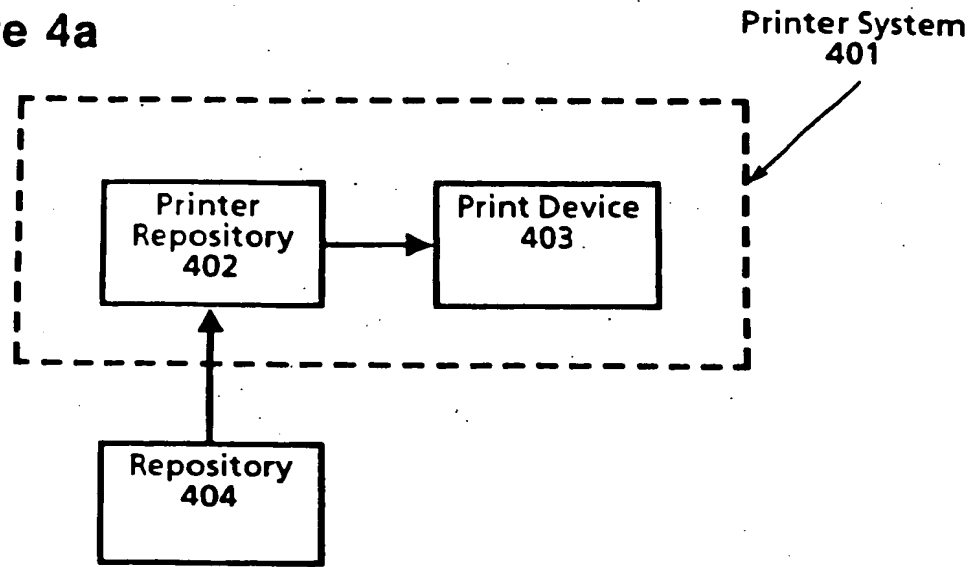 4a
Printer System
401
Printer
Repository
402
Print Device
403
Repository
404